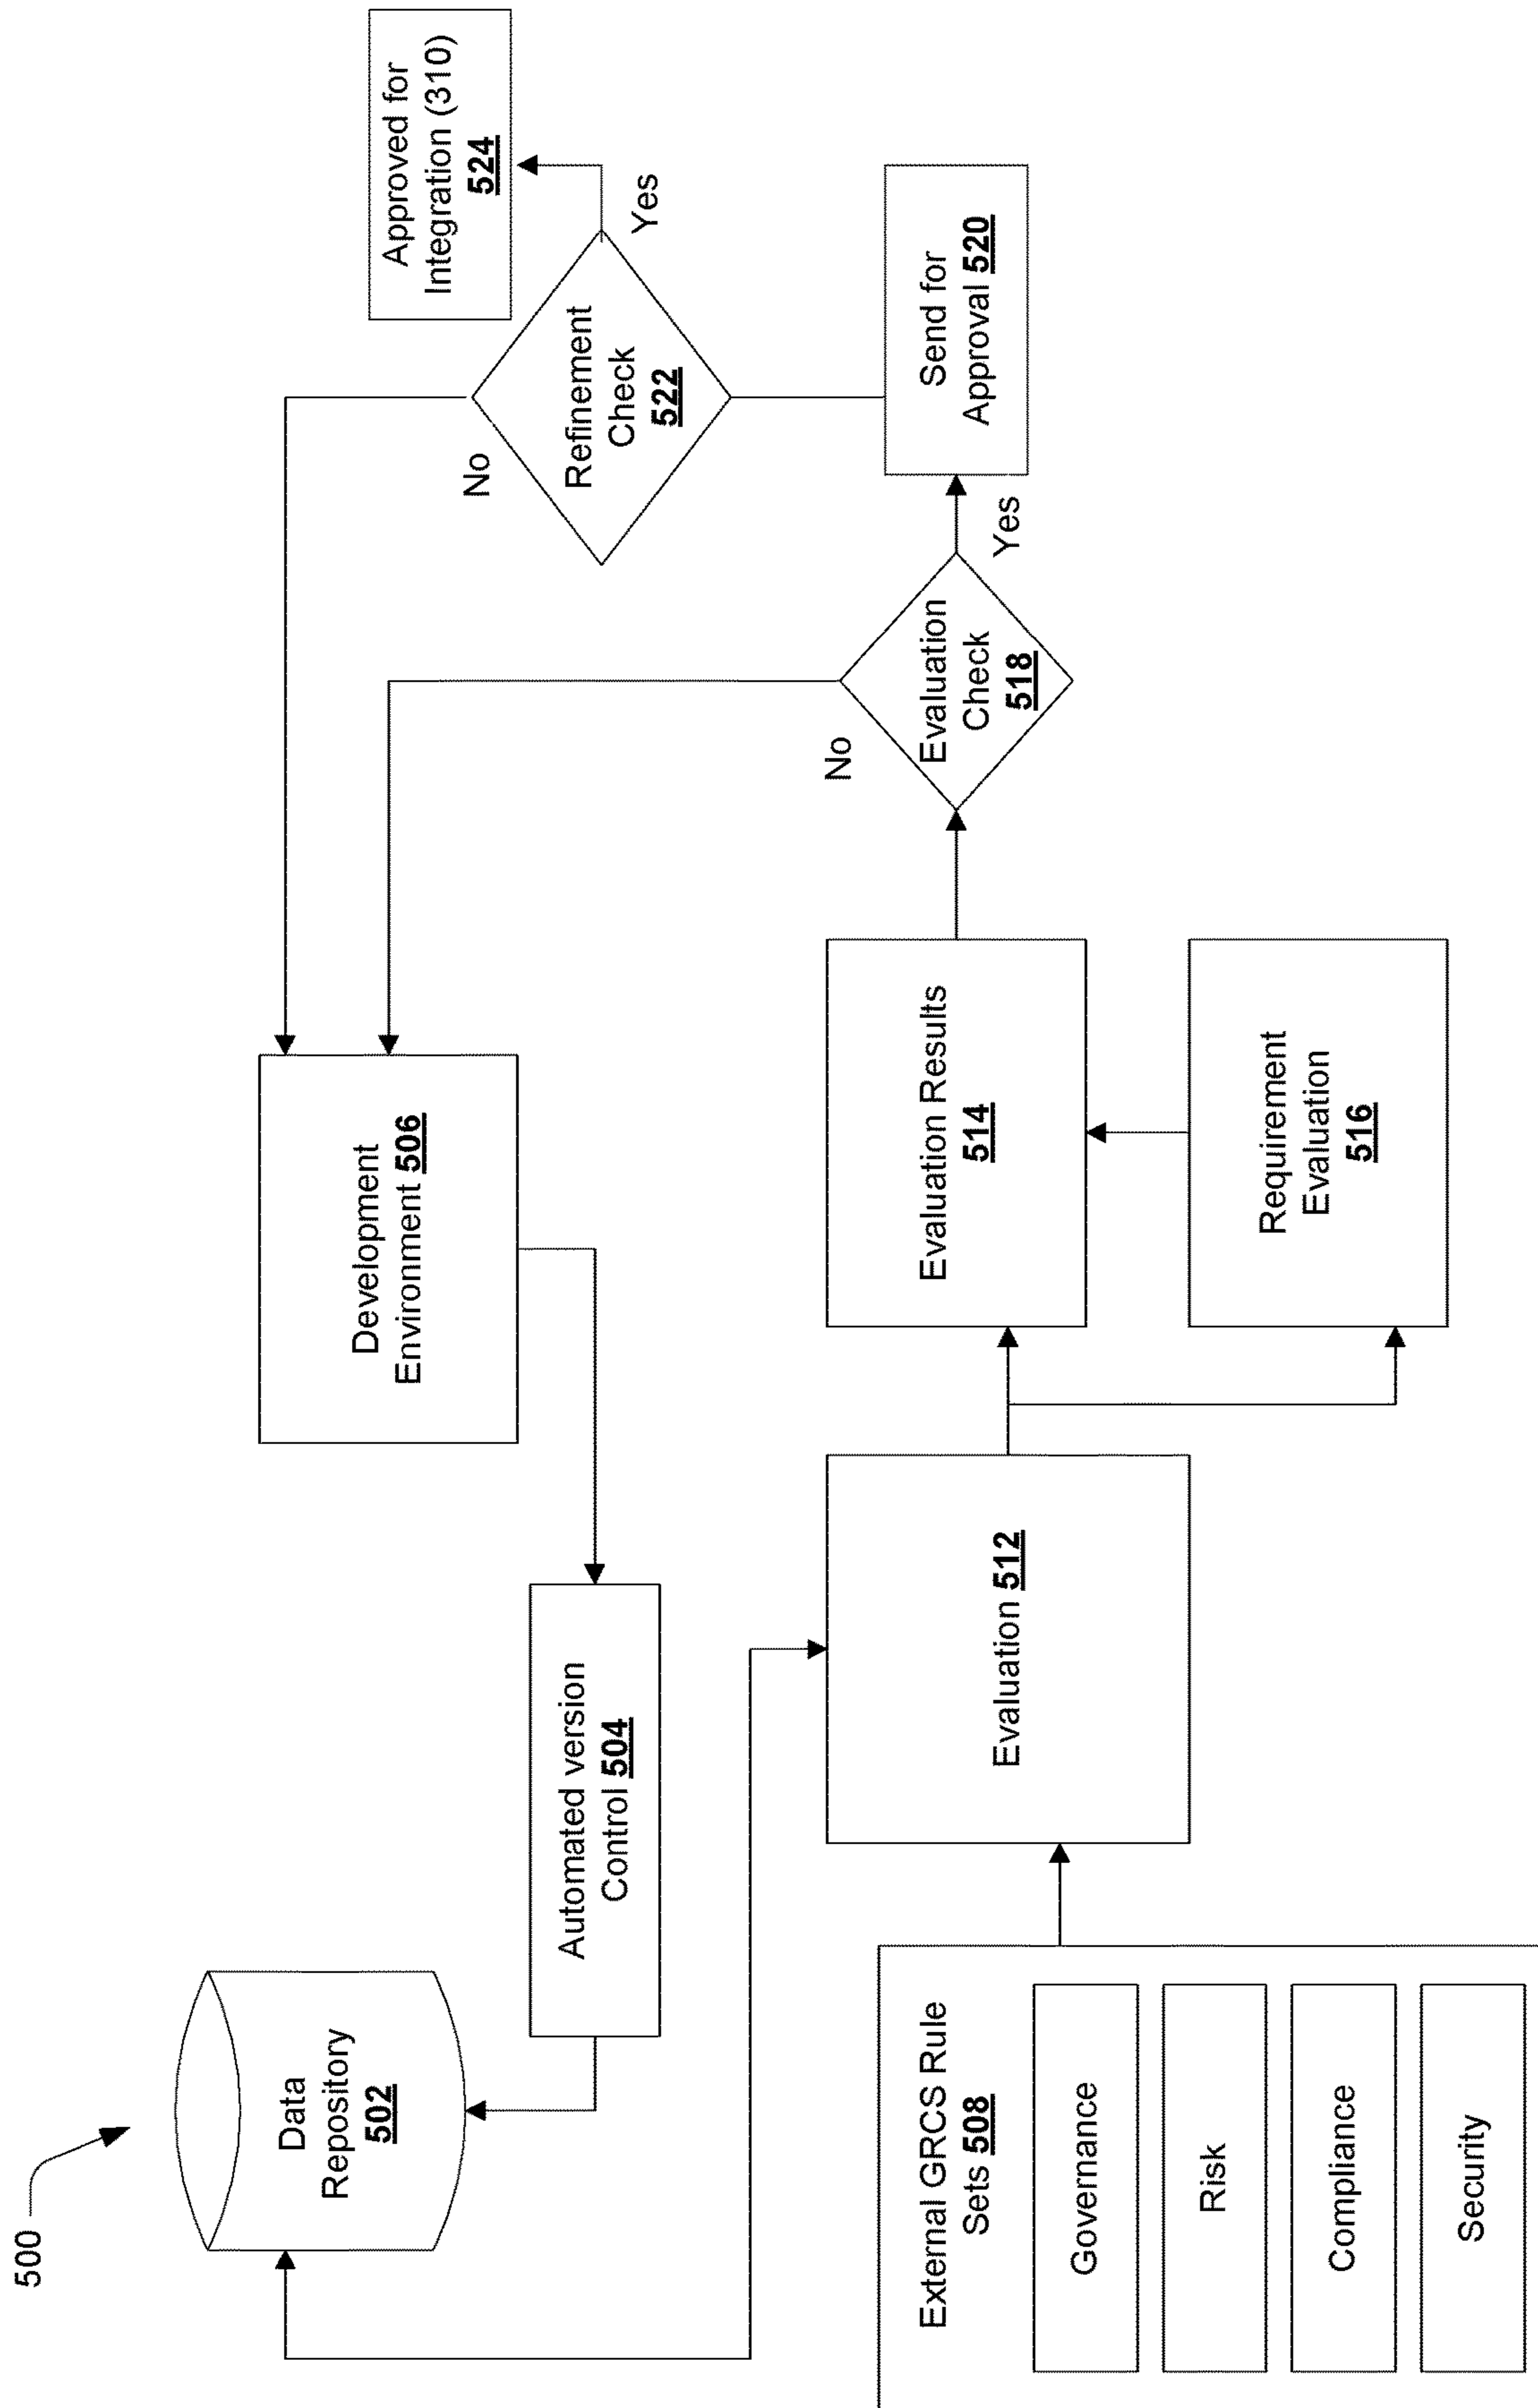 500
Data
Repository
502
Automated version
Control 504
Development
Environment 506
Approved for
Integration (310)
524
No
Refinement
Check
522
Yes
External GRCS Rule
Sets 508
Governance
Risk
Compliance
Security
Evaluation 512
Evaluation Results
514
Requirement
Evaluation
516
No
Evaluation
Check
518
Yes
Send for
Approval 520